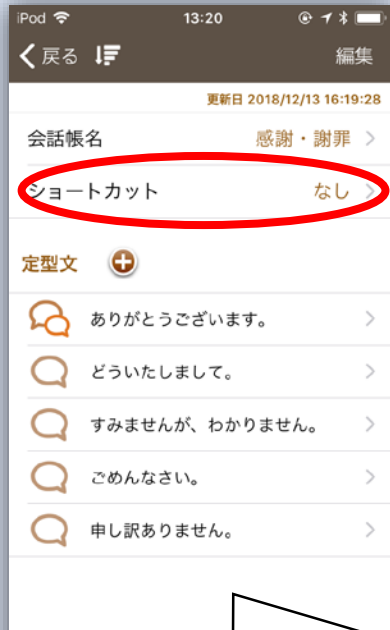 iPod 13:20
戻る 編集
更新日 2018/12/13 16:19:28
会話帳名 感謝・謝罪
ショートカット なし
定型文
ありがとうございます。
どういたしまして。
すみませんが、わかりません。
ごめんなさい。
申し訳ありません。